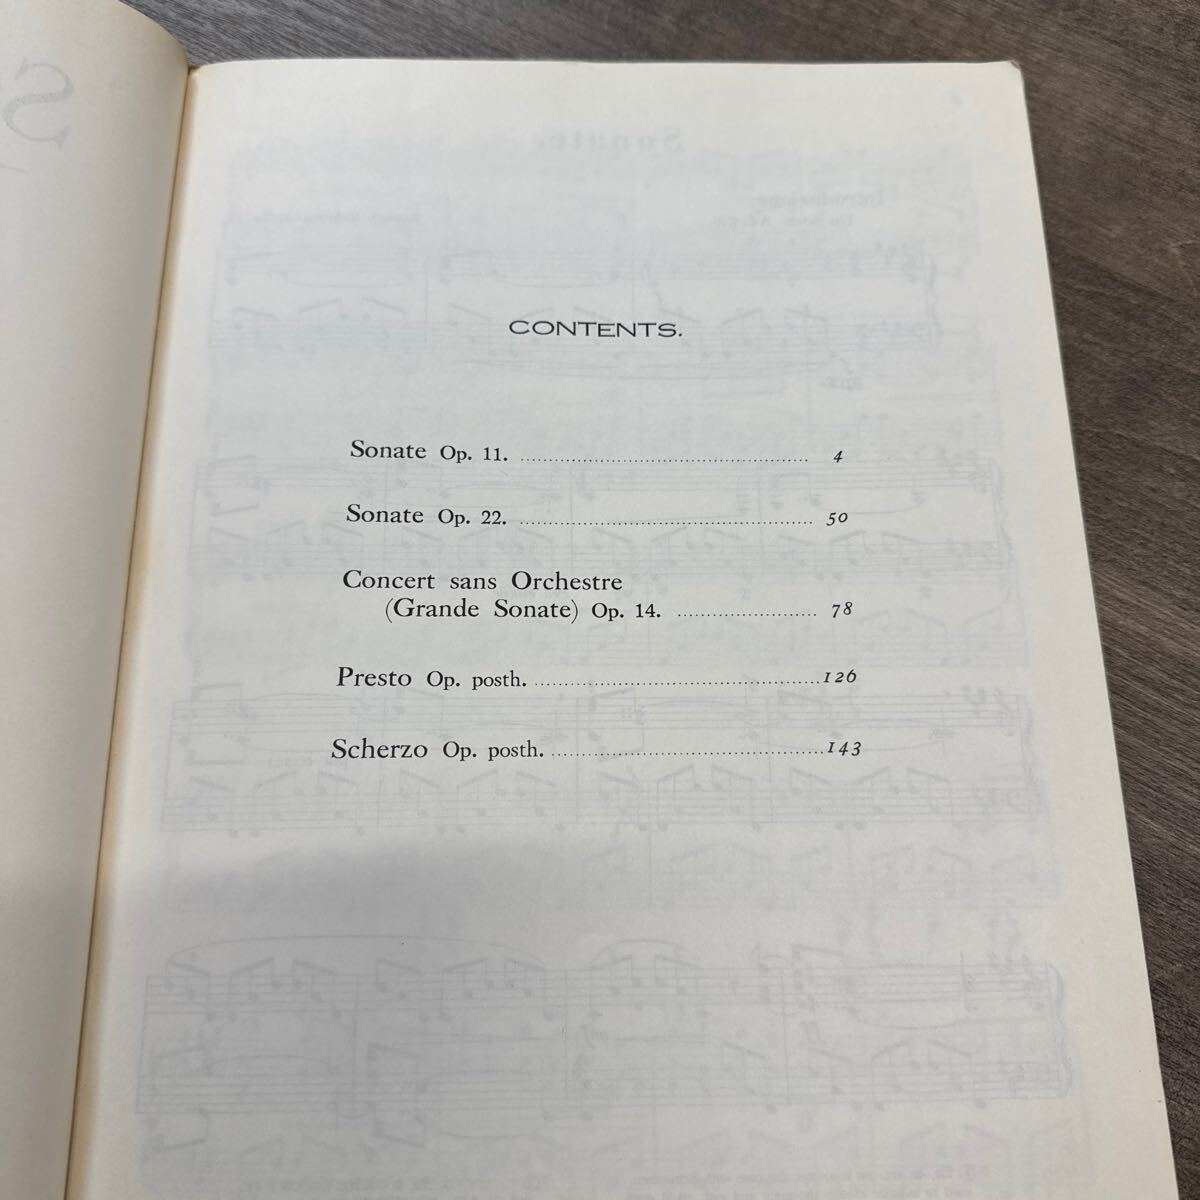 CONTENTS.
Sonate Op. 11. ........ 4
Sonate Op. 22. ........ 50
Concert sans Orchestre
(Grande Sonate) Op. 14. ........ 78
Presto Op. posth. ........ 126
Scherzo Op. posth. ........ 143